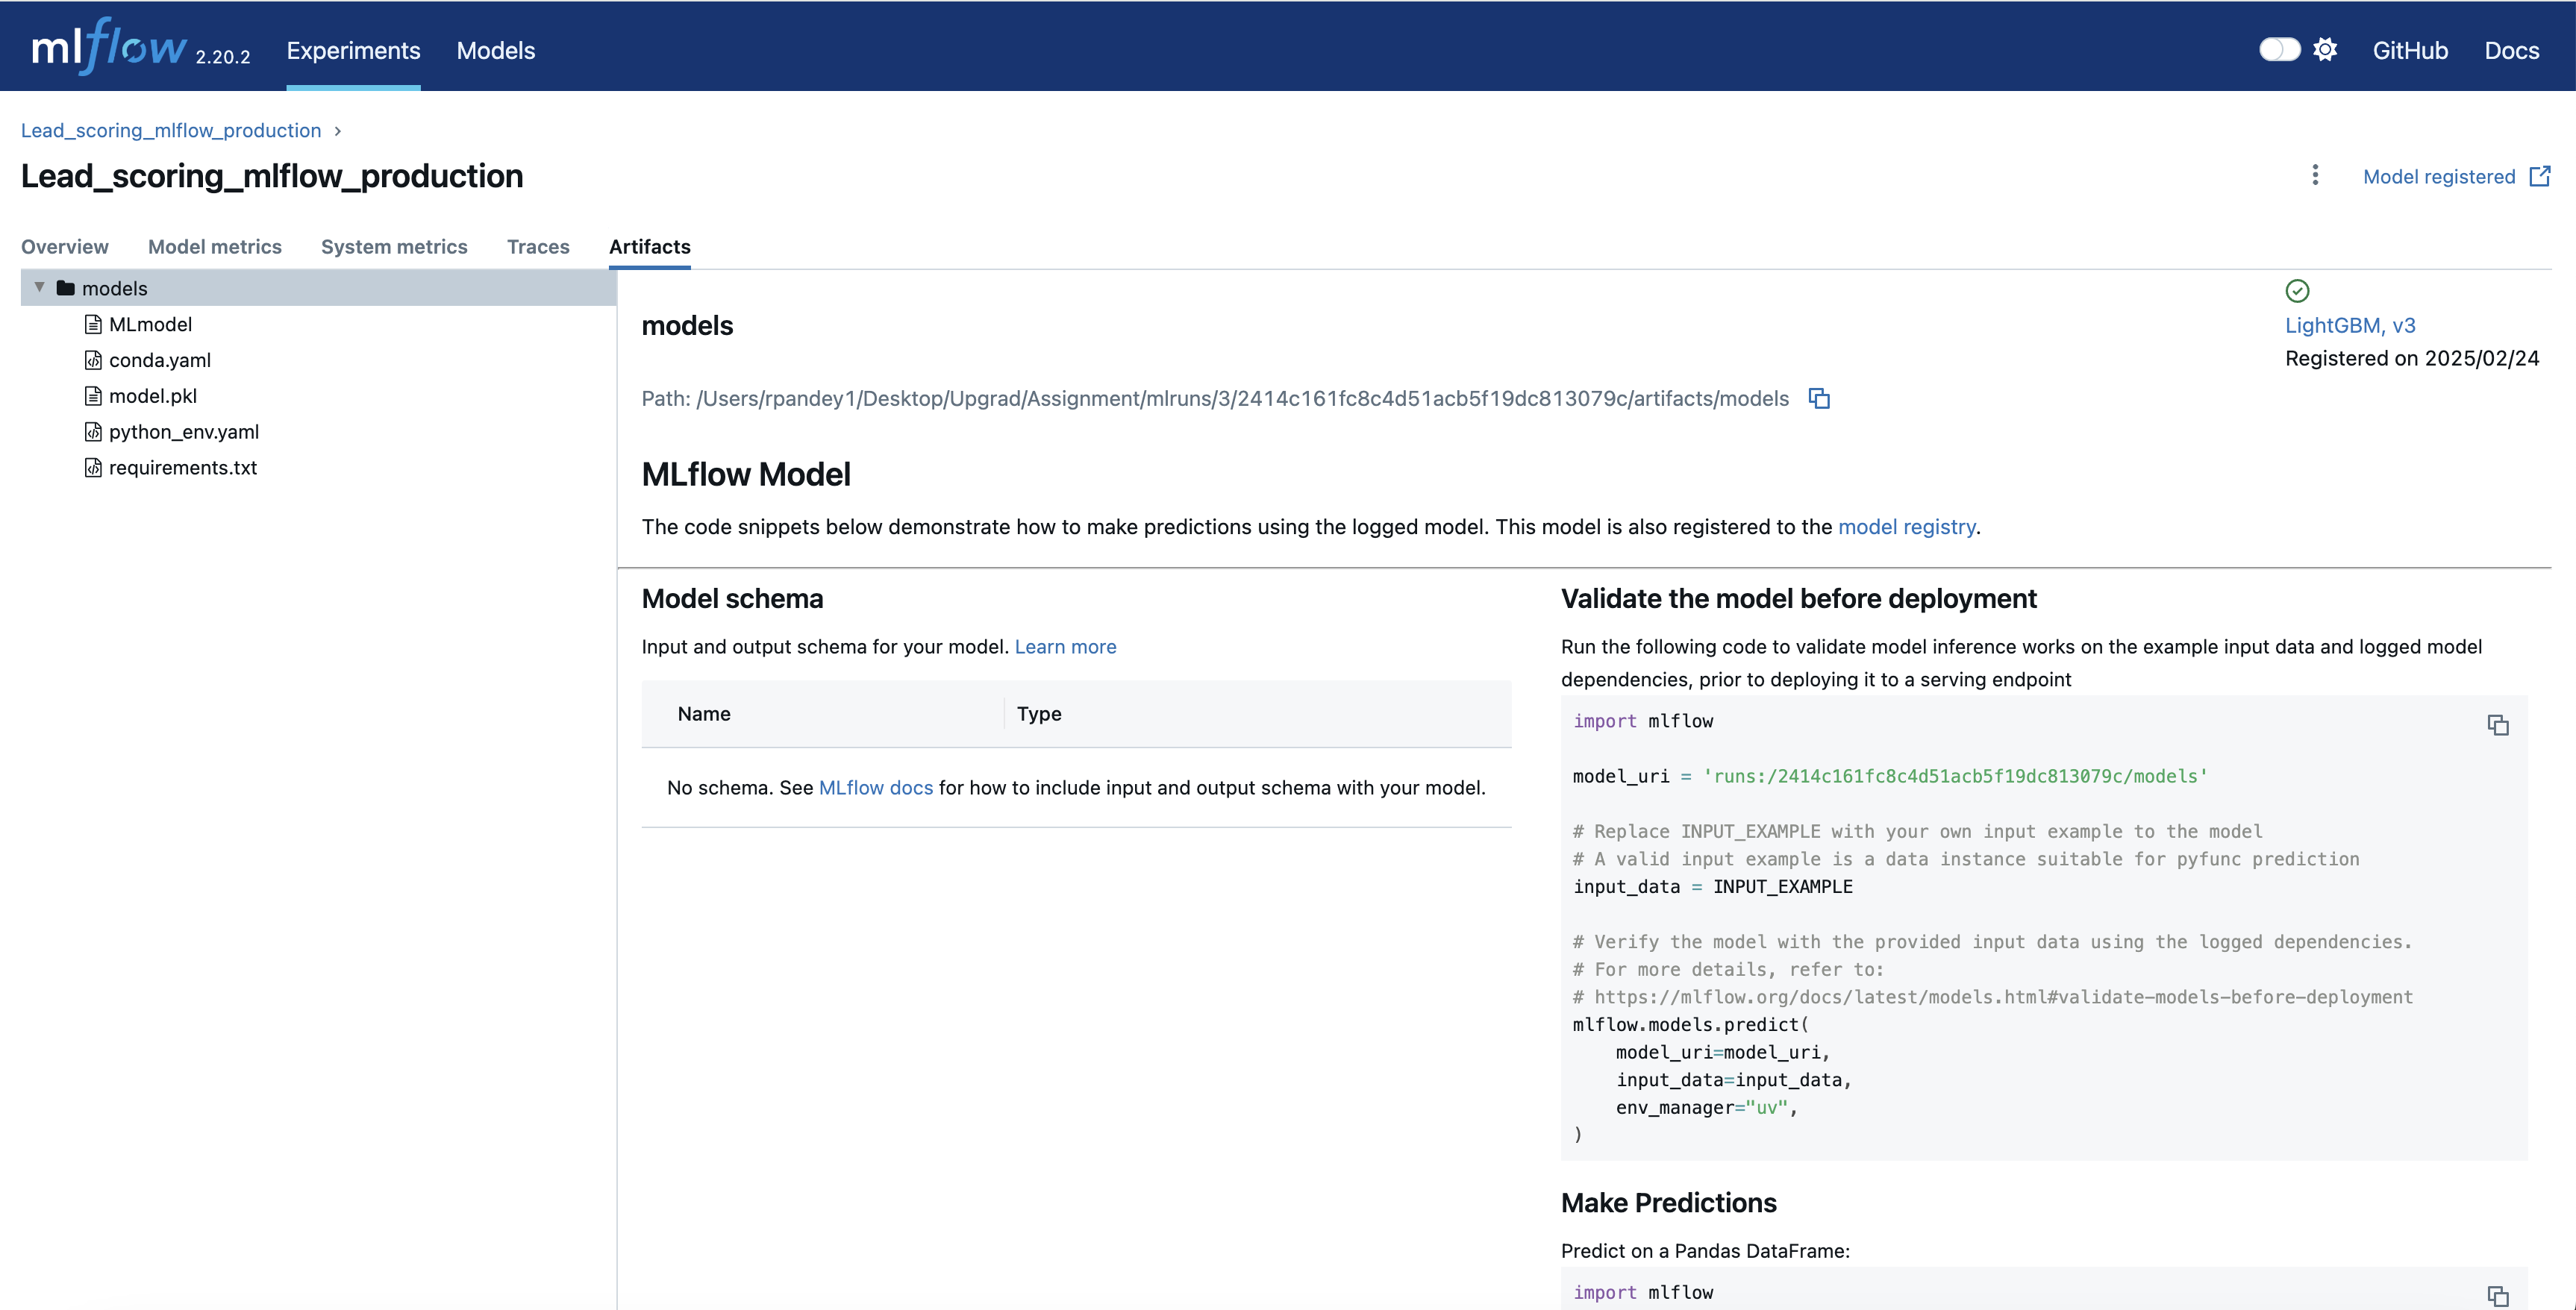 mlflow 2.20.2 Experiments Models GitHub Docs
Lead_scoring_mlflow_production ›
Lead_scoring_mlflow_production
Model registered
Overview Model metrics System metrics Traces Artifacts
models
MLmodel
conda.yaml
model.pkl
python_env.yaml
requirements.txt
models
LightGBM, v3
Registered on 2025/02/24
Path: /Users/rpandey1/Desktop/Upgrad/Assignment/mlruns/3/2414c161fc8c4d51acb5f19dc813079c/artifacts/models
MLflow Model
The code snippets below demonstrate how to make predictions using the logged model. This model is also registered to the model registry.
Model schema
Input and output schema for your model. Learn more
Name Type
No schema. See MLflow docs for how to include input and output schema with your model.
Validate the model before deployment
Run the following code to validate model inference works on the example input data and logged model
dependencies, prior to deploying it to a serving endpoint
import mlflow
model_uri = 'runs:/2414c161fc8c4d51acb5f19dc813079c/models'
# Replace INPUT_EXAMPLE with your own input example to the model
# A valid input example is a data instance suitable for pyfunc prediction
input_data = INPUT_EXAMPLE
# Verify the model with the provided input data using the logged dependencies.
# For more details, refer to:
# https://mlflow.org/docs/latest/models.html#validate-models-before-deployment
mlflow.models.predict(
    model_uri=model_uri,
    input_data=input_data,
    env_manager="uv",
)
Make Predictions
Predict on a Pandas DataFrame:
import mlflow